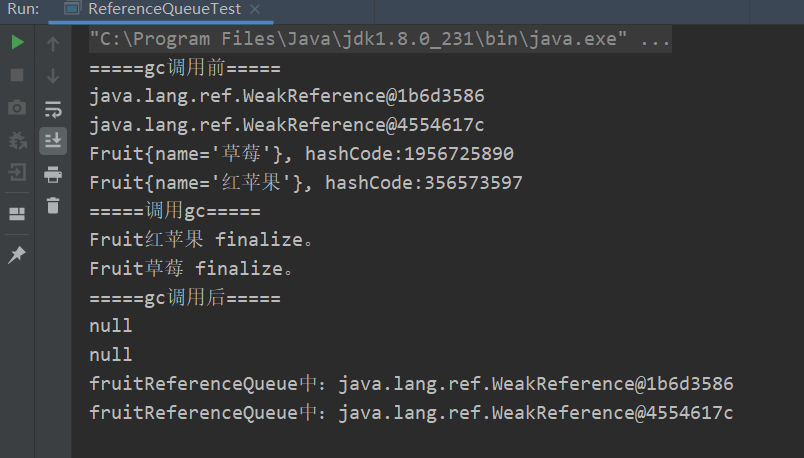 Run: ReferenceQueueTest
"C:\Program Files\Java\jdk1.8.0_231\bin\java.exe" ...
=====gc调用前=====
java.lang.ref.WeakReference@1b6d3586
java.lang.ref.WeakReference@4554617c
Fruit{name='草莓'}, hashCode:1956725890
Fruit{name='红苹果'}, hashCode:356573597
=====调用gc=====
Fruit红苹果 finalize。
Fruit草莓 finalize。
=====gc调用后=====
null
null
fruitReferenceQueue中：java.lang.ref.WeakReference@1b6d3586
fruitReferenceQueue中：java.lang.ref.WeakReference@4554617c